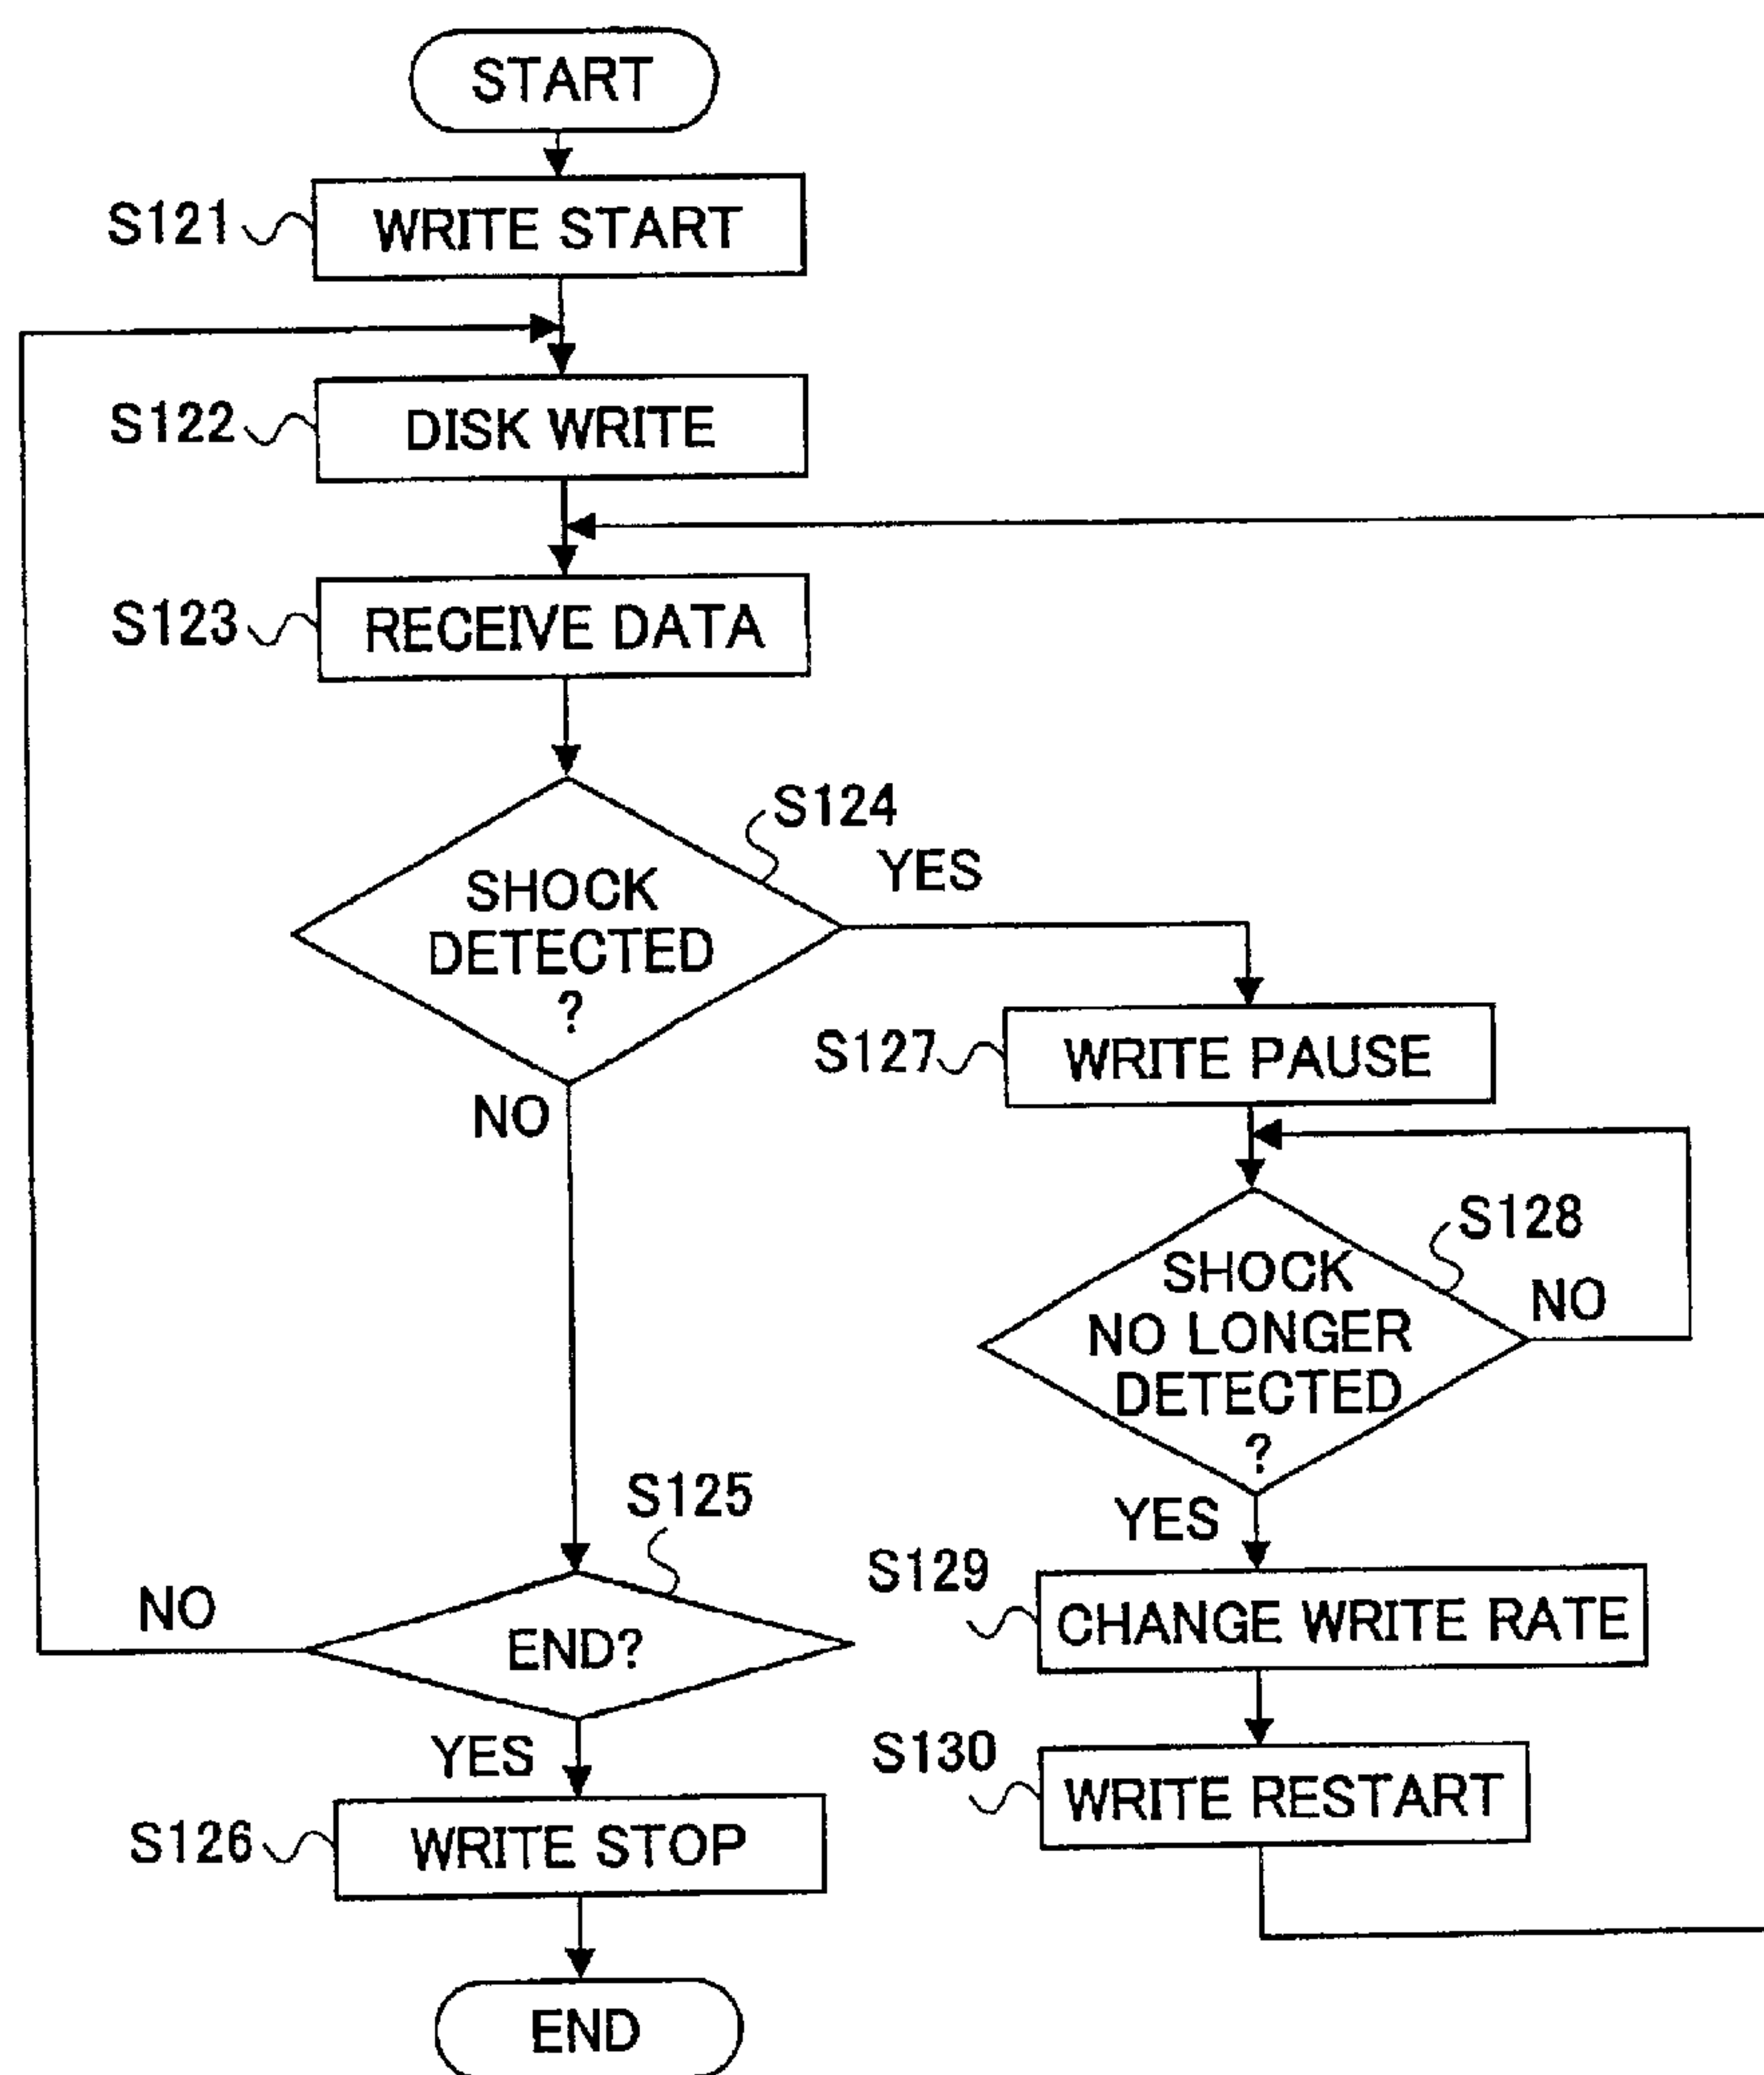 START
S121
WRITE START
S122
DISK WRITE
S123
RECEIVE DATA
S124
YES
SHOCK
DETECTED
?
NO
S127
WRITE PAUSE
S128
SHOCK
NO LONGER
DETECTED
?
NO
YES
S125
END?
NO
YES
S129
CHANGE WRITE RATE
S130
WRITE RESTART
S126
WRITE STOP
END